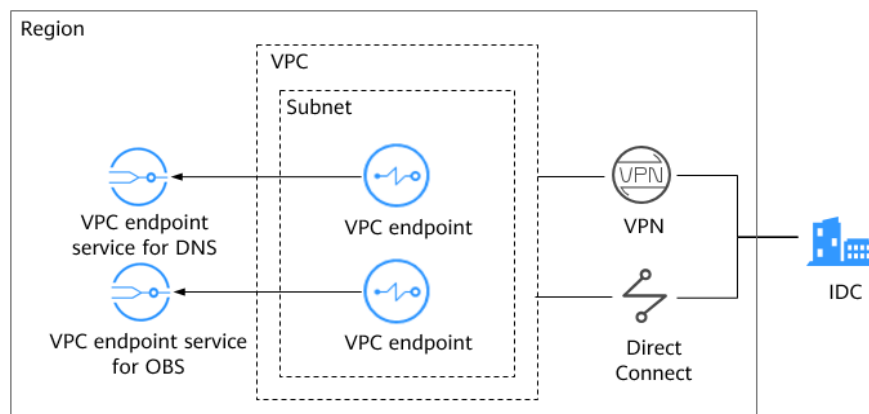 Region
VPC
Subnet
VPC endpoint
service for DNS
VPC endpoint
VPN
VPN
VPC endpoint service
for OBS
VPC endpoint
Direct
Connect
IDC